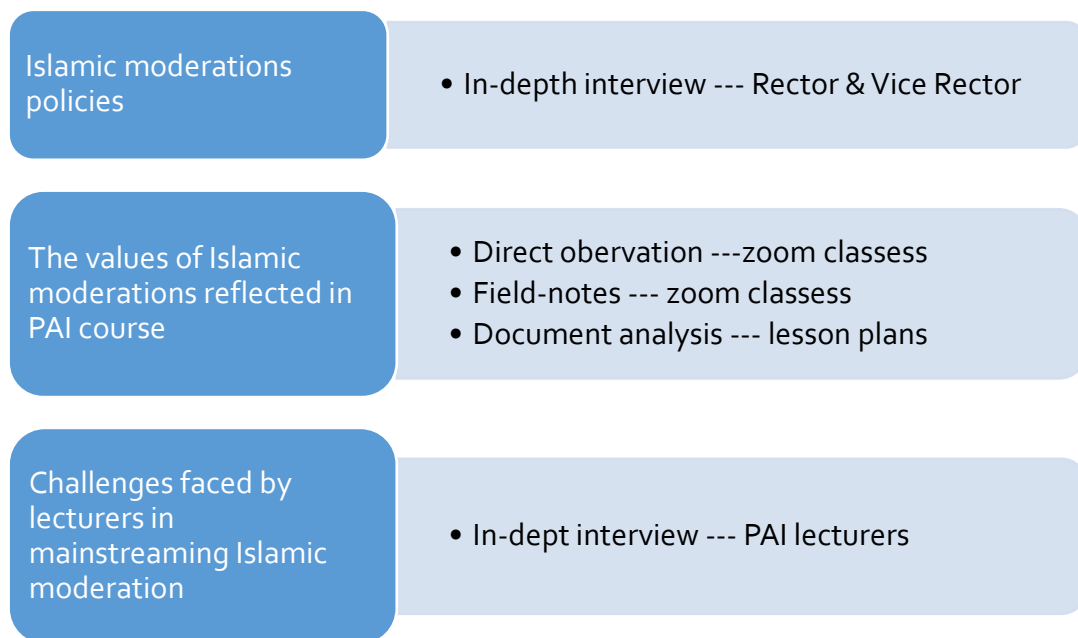 Islamic moderations
policies
• In-depth interview --- Rector & Vice Rector
The values of Islamic
moderations reflected in
PAI course
• Direct obervation ---zoom classess
• Field-notes --- zoom classess
• Document analysis --- lesson plans
Challenges faced by
lecturers in
mainstreaming Islamic
moderation
• In-dept interview --- PAI lecturers